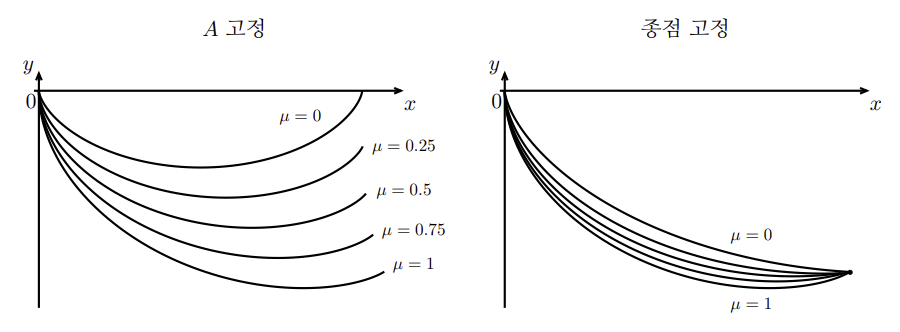 A 고정
y
0
x
μ = 0
μ = 0.25
μ = 0.5
μ = 0.75
μ = 1
종점 고정
y
0
x
μ = 0
μ = 1